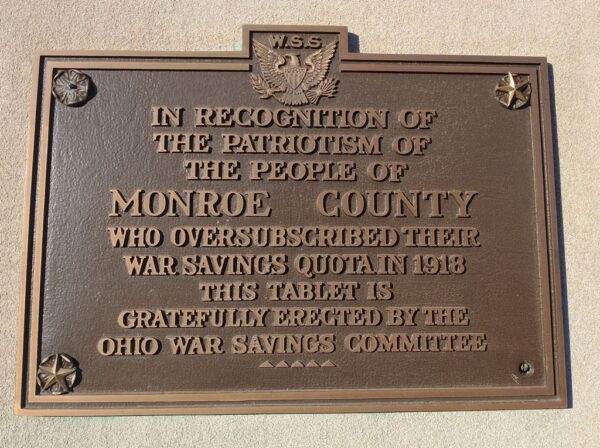 W.S.S
IN RECOGNITION OF
THE PATRIOTISM OF
THE PEOPLE OF
MONROE COUNTY
WHO OVERSUBSCRIBED THEIR
WAR SAVINGS QUOTA IN 1918
THIS TABLET IS
GRATEFULLY ERECTED BY THE
OHIO WAR SAVINGS COMMITTEE